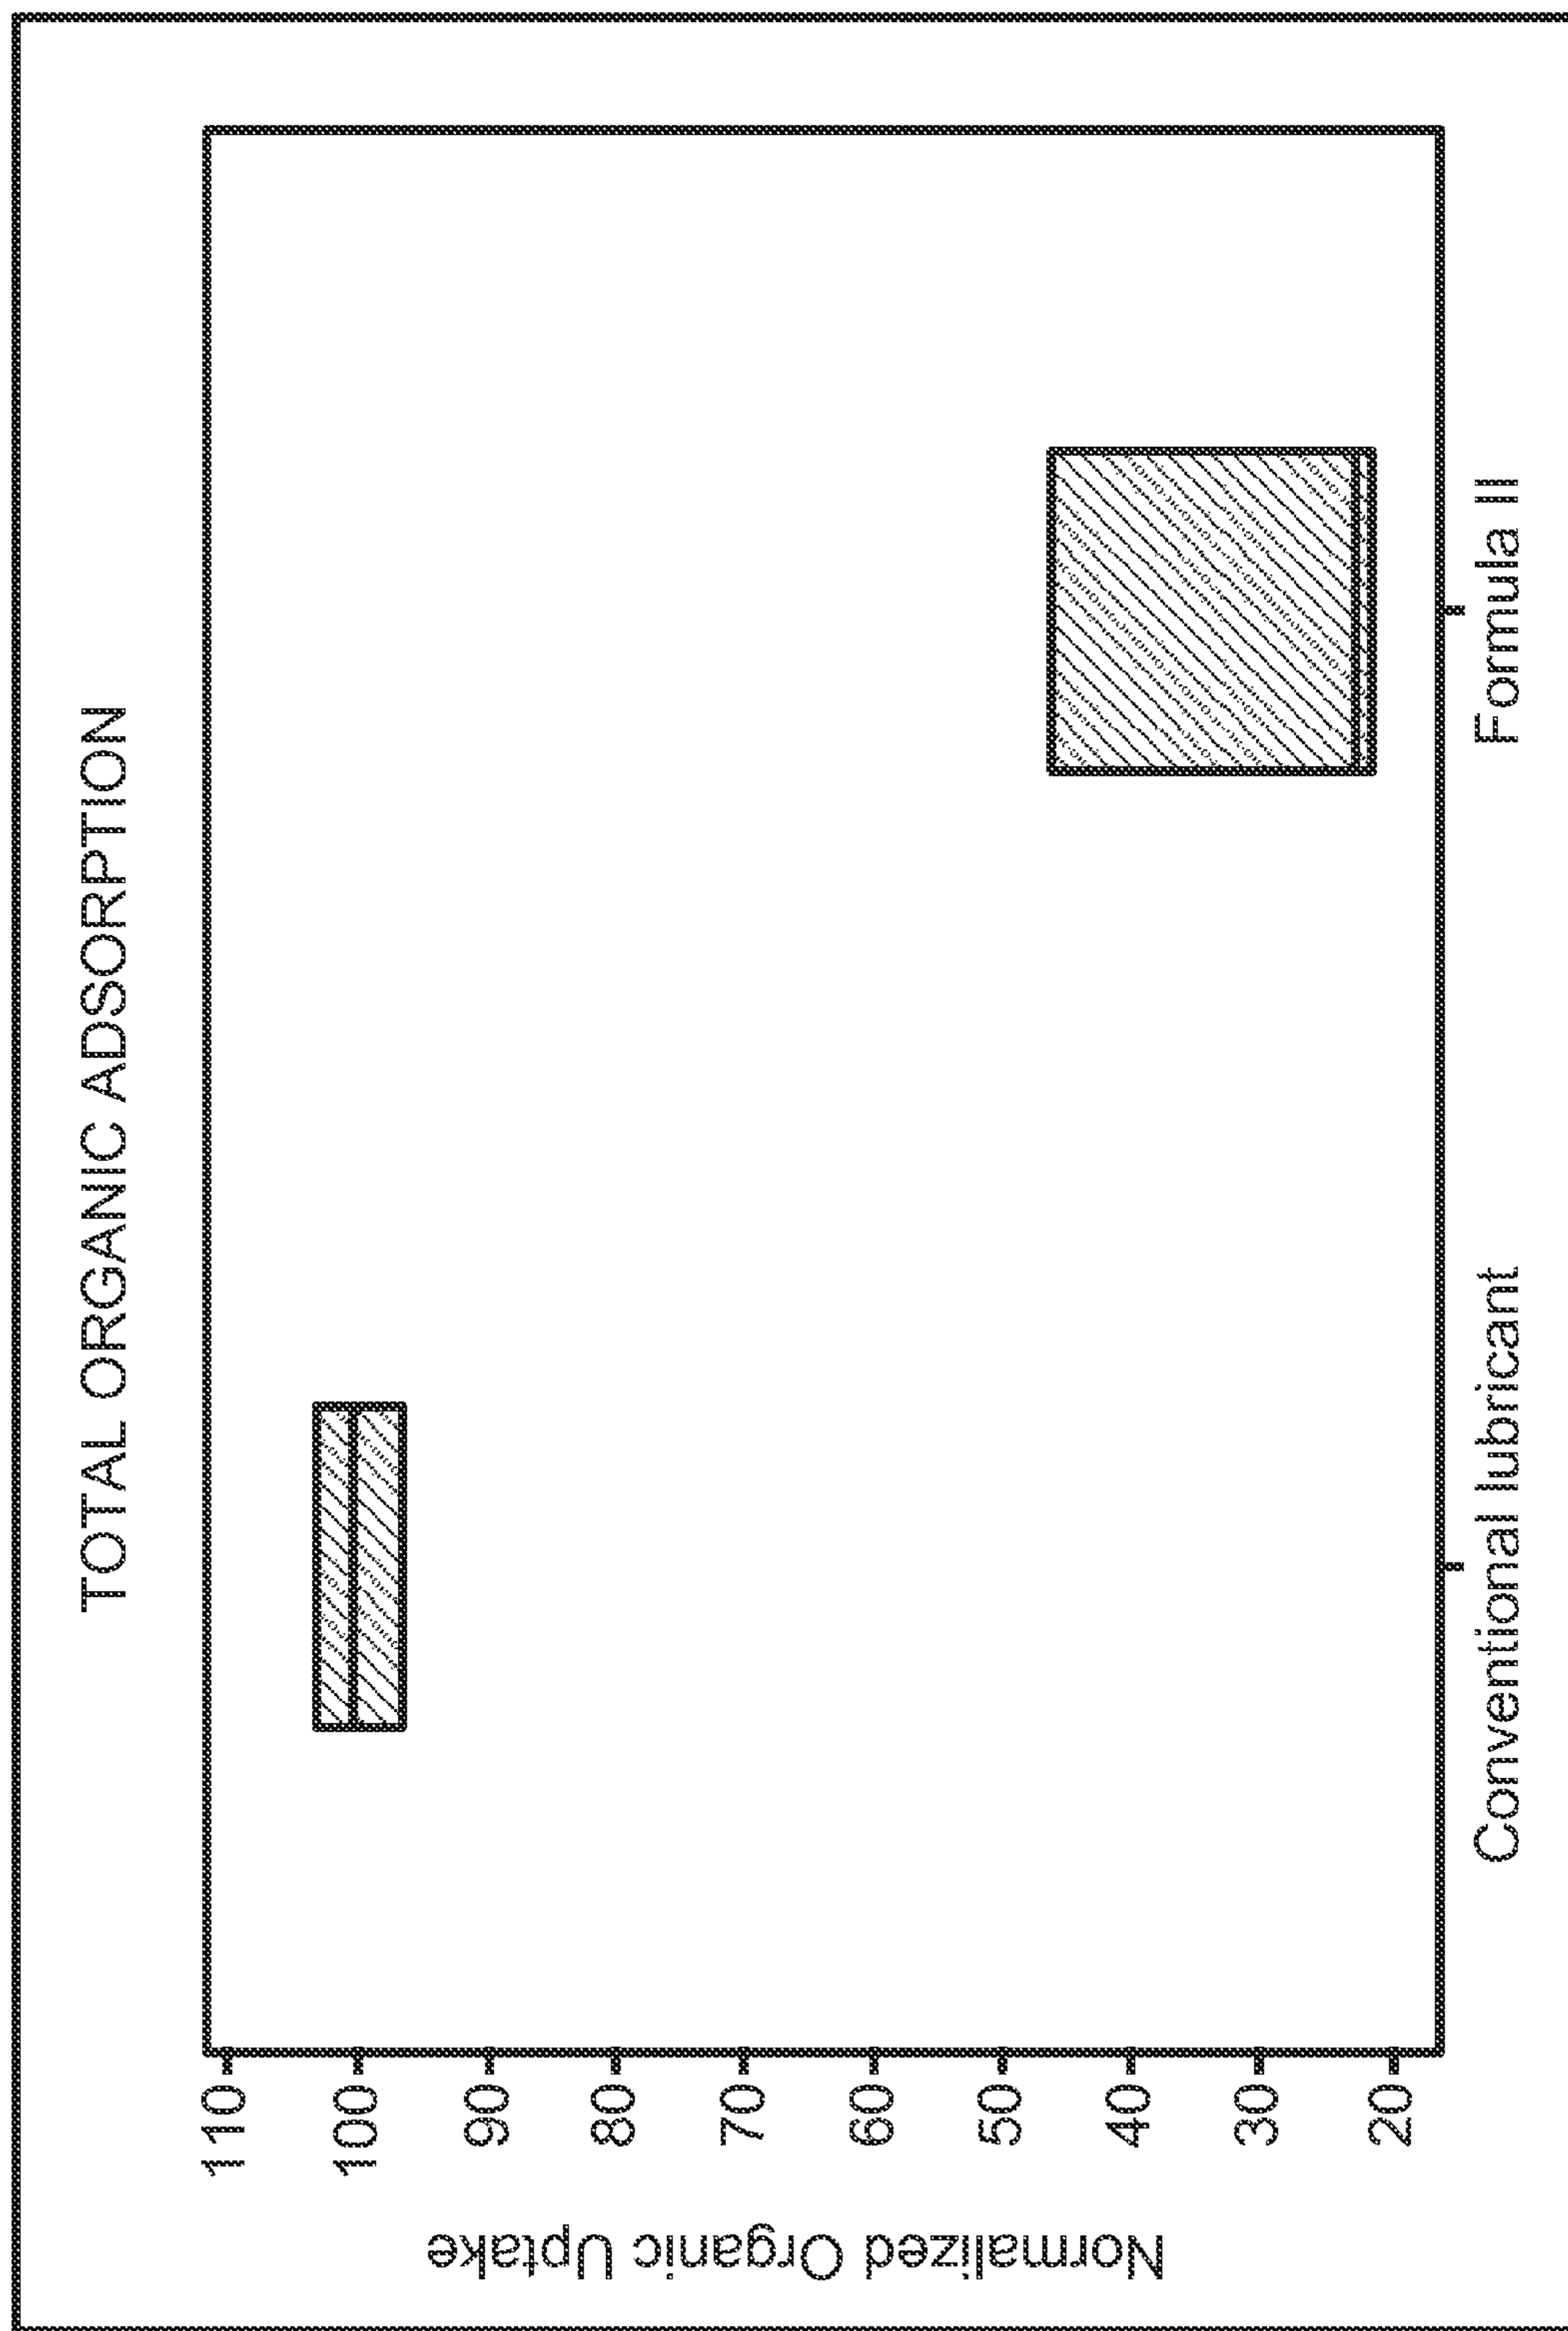 TOTAL ORGANIC ADSORPTION
Normalized Organic Uptake
110
100
90
80
70
60
50
40
30
20
Conventional lubricant
Formula II